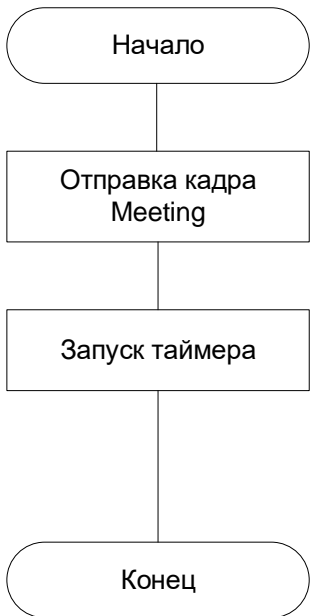 Начало
Отправка кадра
Meeting
Запуск таймера
Конец